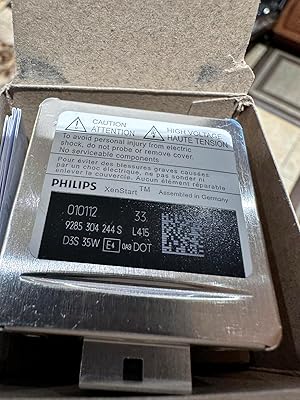 CAUTION
ATTENTION
HIGH VOLTAGE
HAUTE TENSION
To avoid personal injury from electric
shock, do not probe or remove cover.
No serviceable components
Pour éviter des blessures graves causées
par un choc électrique, ne pas sonder ni
enlever le couvercle. Aucun élément réparable
PHILIPS XenStart™ Assembled in Germany
010112 33
9285 304 244 S L415
D3S 35W E4 DOT